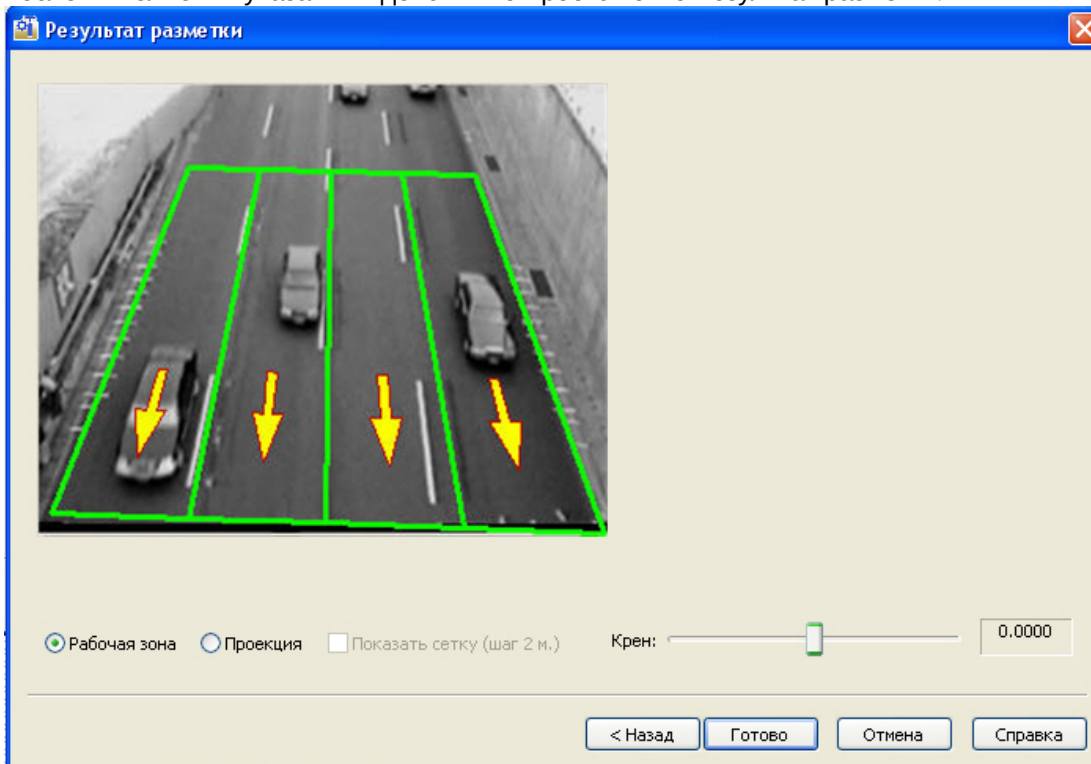 Результат разметки
Рабочая зона Проекция Показать сетку (шаг 2 м.) Крен: 0.0000
< Назад Готово Отмена Справка